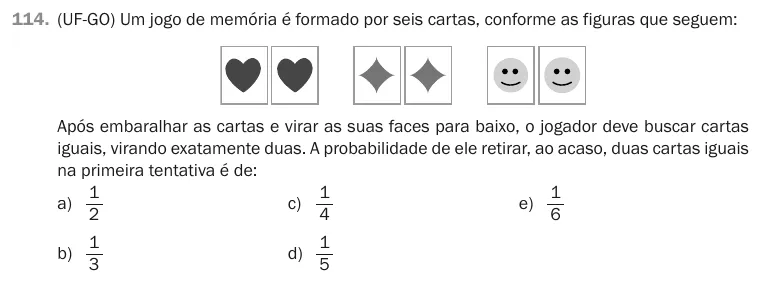 114. (UF-GO) Um jogo de memória é formado por seis cartas, conforme as figuras que seguem:
Após embaralhar as cartas e virar as suas faces para baixo, o jogador deve buscar cartas
iguais, virando exatamente duas. A probabilidade de ele retirar, ao acaso, duas cartas iguais
na primeira tentativa é de:
a) 1/2
c) 1/4
e) 1/6
b) 1/3
d) 1/5